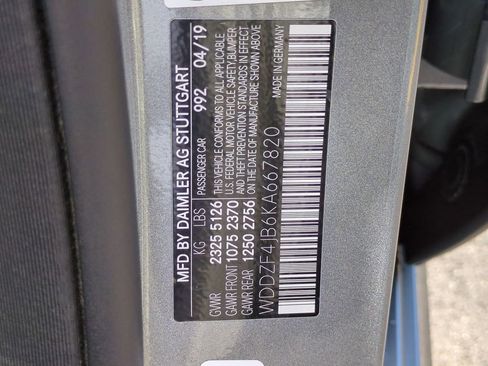 MFD BY DAIMLER AG STUTTGART
PASSENGER CAR 992 04/19
KG LBS
GVWR 2325 5126
GAWR FRONT 1075 2370
GAWR REAR 1250 2756
THIS VEHICLE CONFORMS TO ALL APPLICABLE
U.S. FEDERAL MOTOR VEHICLE SAFETY,BUMPER
AND THEFT PREVENTION STANDARDS IN EFFECT
ON THE DATE OF MANUFACTURE SHOWN ABOVE
WDDZF4JB6KA667820
MADE IN GERMANY